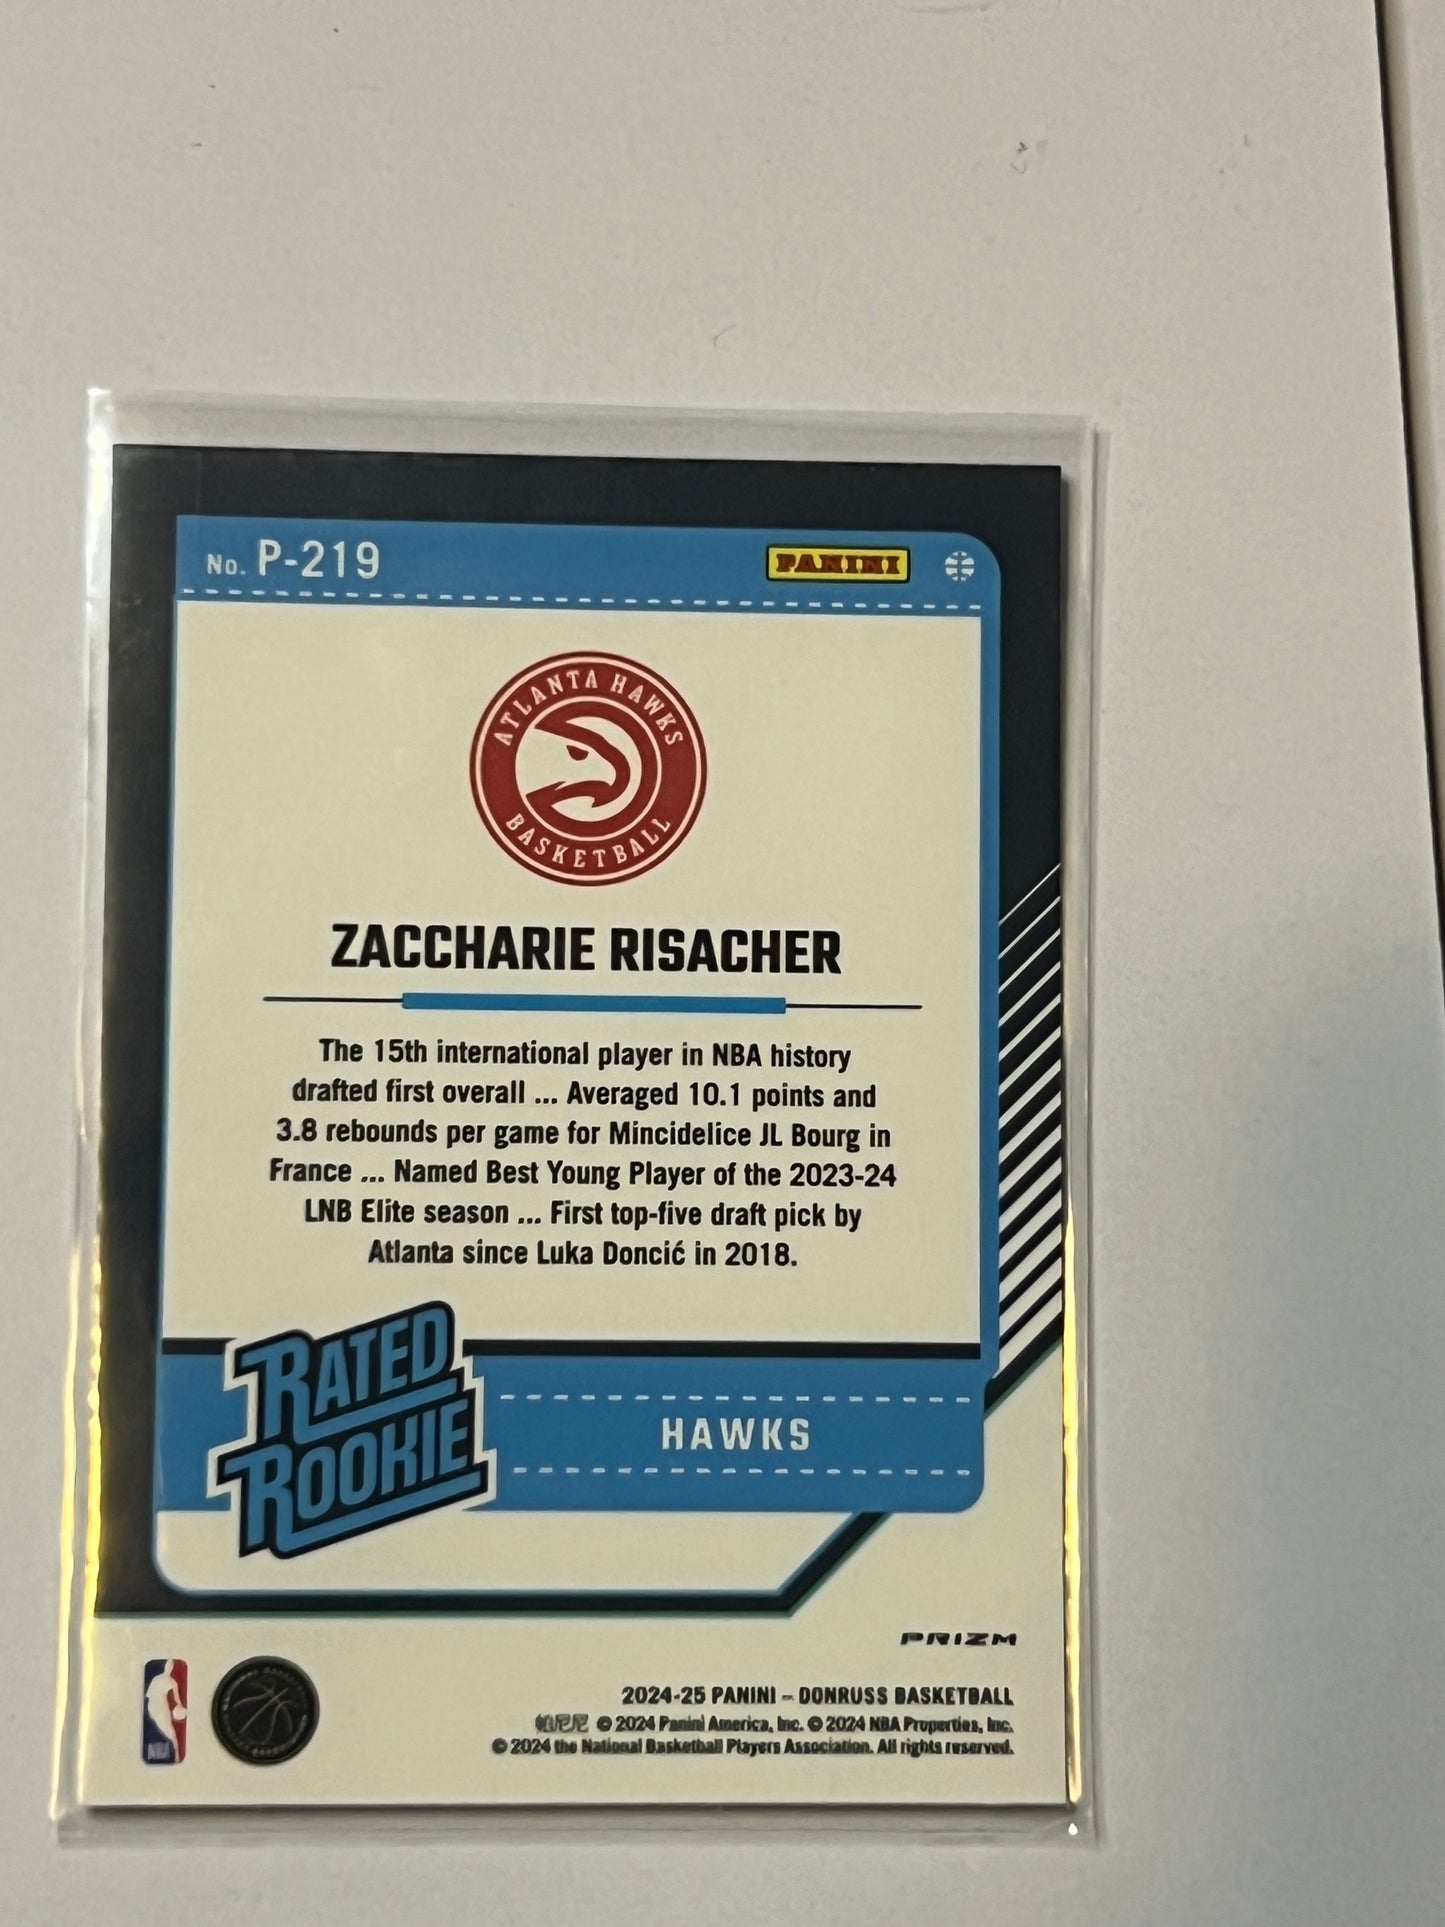 No. P-219
PANINI
ATLANTA HAWKS
BASKETBALL
ZACCHARIE RISACHER
The 15th international player in NBA history
drafted first overall ... Averaged 10.1 points and
3.8 rebounds per game for Mincidelice JL Bourg in
France ... Named Best Young Player of the 2023-24
LNB Elite season ... First top-five draft pick by
Atlanta since Luka Doncić in 2018.
RATED
ROOKIE
HAWKS
PRIZM
NBA
2024-25 PANINI – DONRUSS BASKETBALL
© 2024 Panini America, Inc. © 2024 NBA Properties, Inc.
© 2024 the National Basketball Players Association. All rights reserved.